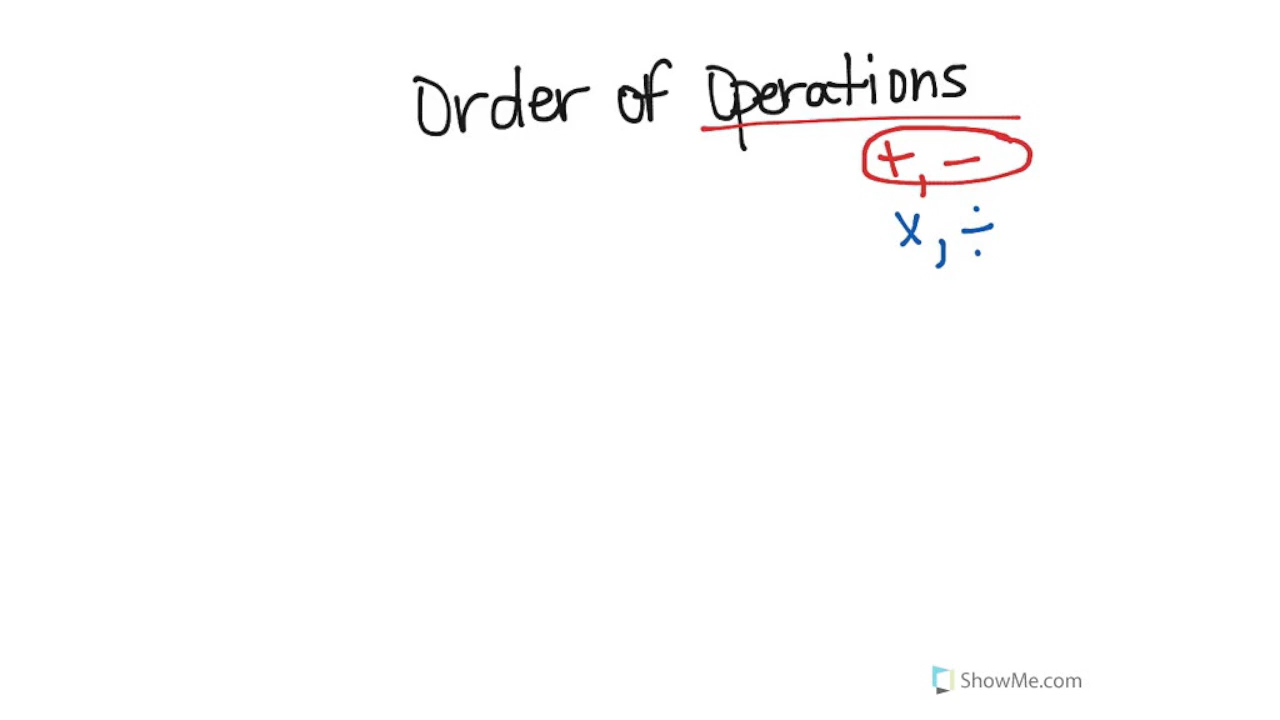 Order of Operations
+, −
x, ÷
ShowMe.com